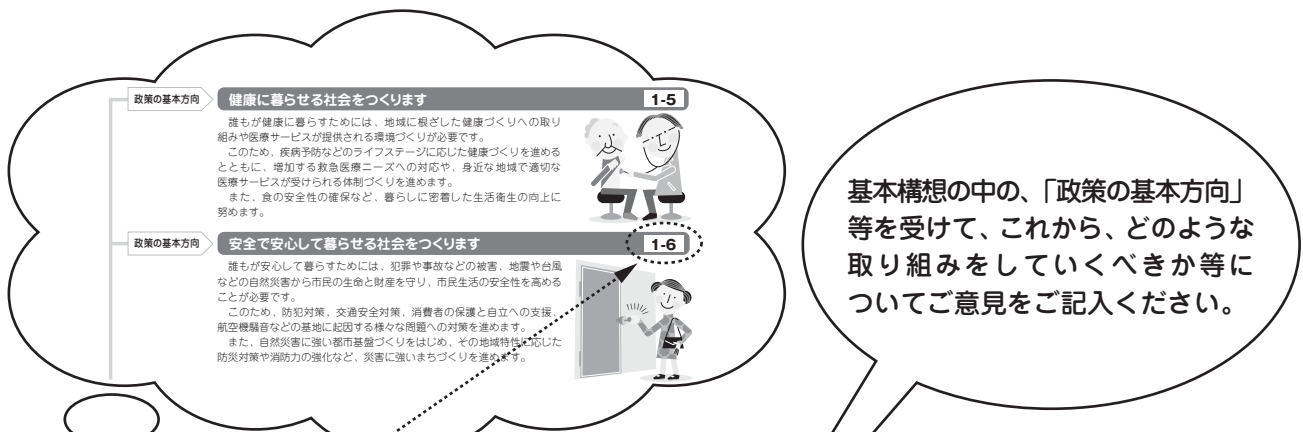 政策の基本方向
健康に暮らせる社会をつくります
1-5
誰もが健康に暮らすためには、地域に根ざした健康づくりへの取り
組みや医療サービスが提供される環境づくりが必要です。
このため、疾病予防などのライフステージに応じた健康づくりを進める
とともに、増加する救急医療ニーズへの対応や、身近な地域で適切な
医療サービスが受けられる体制づくりを進めます。
また、食の安全性の確保など、暮らしに密着した生活衛生の向上に
努めます。
政策の基本方向
安全で安心して暮らせる社会をつくります
1-6
誰もが安心して暮らすためには、犯罪や事故などの被害、地震や台風
などの自然災害から市民の生命と財産を守り、市民生活の安全性を高める
ことが必要です。
このため、防犯対策、交通安全対策、消費者の保護と自立への支援、
航空機騒音などの基地に起因する様々な問題への対策を進めます。
また、自然災害に強い都市基盤づくりをはじめ、その地域特性に応じた
防災対策や消防力の強化など、災害に強いまちづくりを進めます。
基本構想の中の、「政策の基本方向」
等を受けて、これから、どのような
取り組みをしていくべきか等に
ついてご意見をご記入ください。